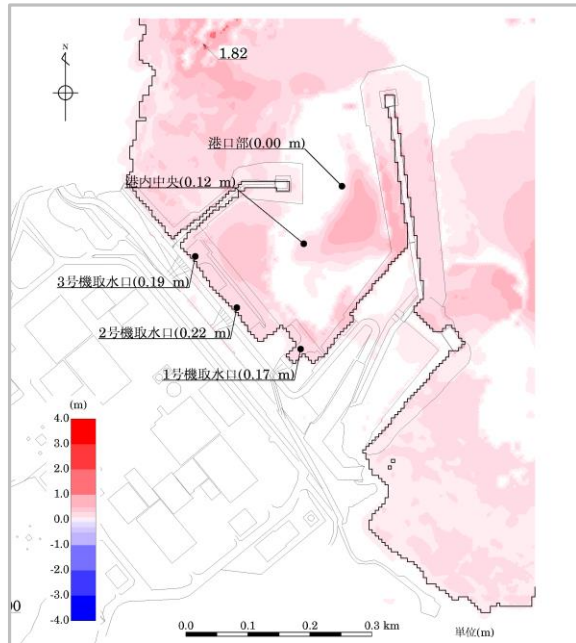 1.82
N
港口部(0.00 m)
港内中央(0.12 m)
3号機取水口(0.19 m)
2号機取水口(0.22 m)
1号機取水口(0.17 m)
(m)
4.0
3.0
2.0
1.0
0.0
-1.0
-2.0
-3.0
-4.0
00
0.0 0.1 0.2 0.3 km
単位(m)